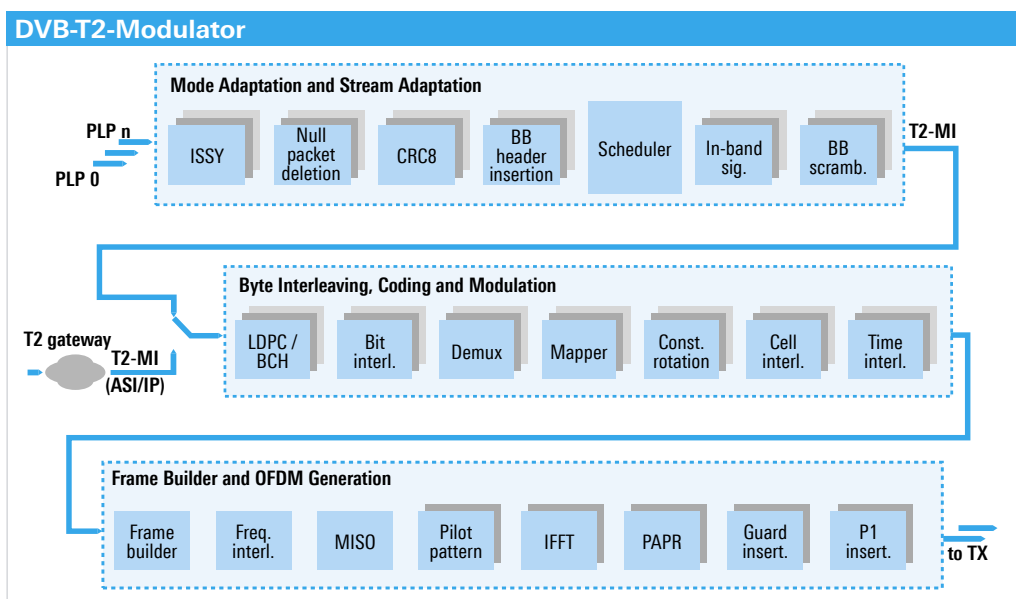 DVB-T2-Modulator
Mode Adaptation and Stream Adaptation
PLP n
PLP 0
ISSY
Null
packet
deletion
CRC8
BB
header
insertion
Scheduler
In-band
sig.
BB
scramb.
T2-MI
Byte Interleaving, Coding and Modulation
T2 gateway
T2-MI
(ASI/IP)
LDPC /
BCH
Bit
interl.
Demux
Mapper
Const.
rotation
Cell
interl.
Time
interl.
Frame Builder and OFDM Generation
Frame
builder
Freq.
interl.
MISO
Pilot
pattern
IFFT
PAPR
Guard
insert.
P1
insert.
to TX